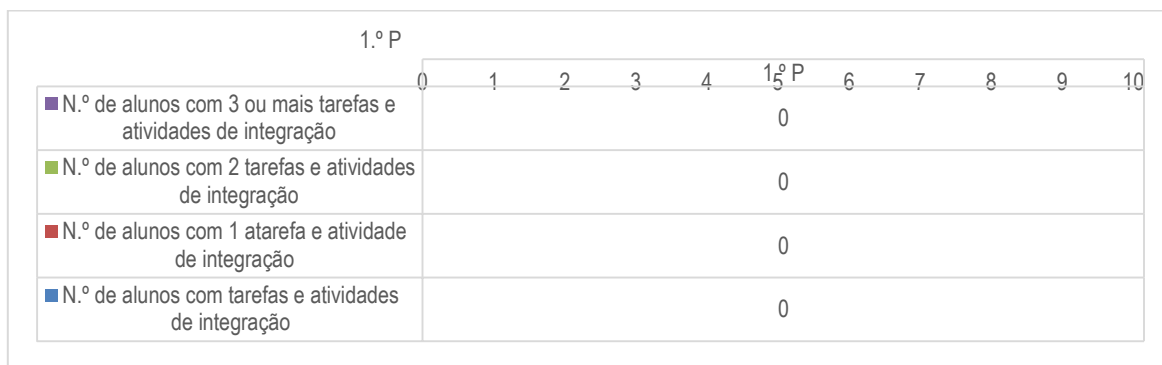 1.º P
0 1 2 3 4 5 6 7 8 9 10
1.º P
N.º de alunos com 3 ou mais tarefas e
atividades de integração
0
N.º de alunos com 2 tarefas e atividades
de integração
0
N.º de alunos com 1 atarefa e atividade
de integração
0
N.º de alunos com tarefas e atividades
de integração
0